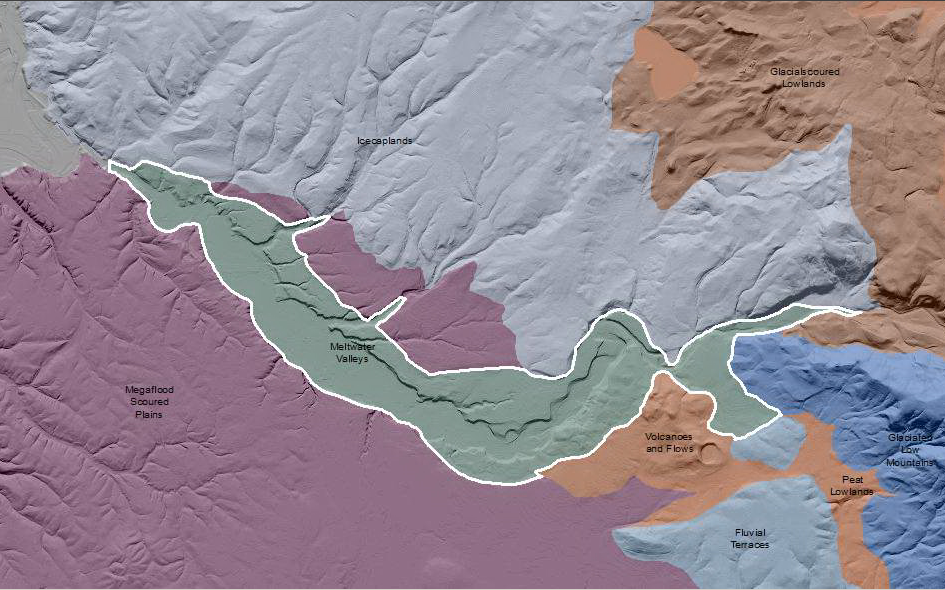 Glacialscoured
Lowlands
Icecaplands
Meltwater
Valleys
Megaflood
Scoured
Plains
Volcanoes
and Flows
Glaciated
Low
Mountains
Peat
Lowlands
Fluvial
Terraces